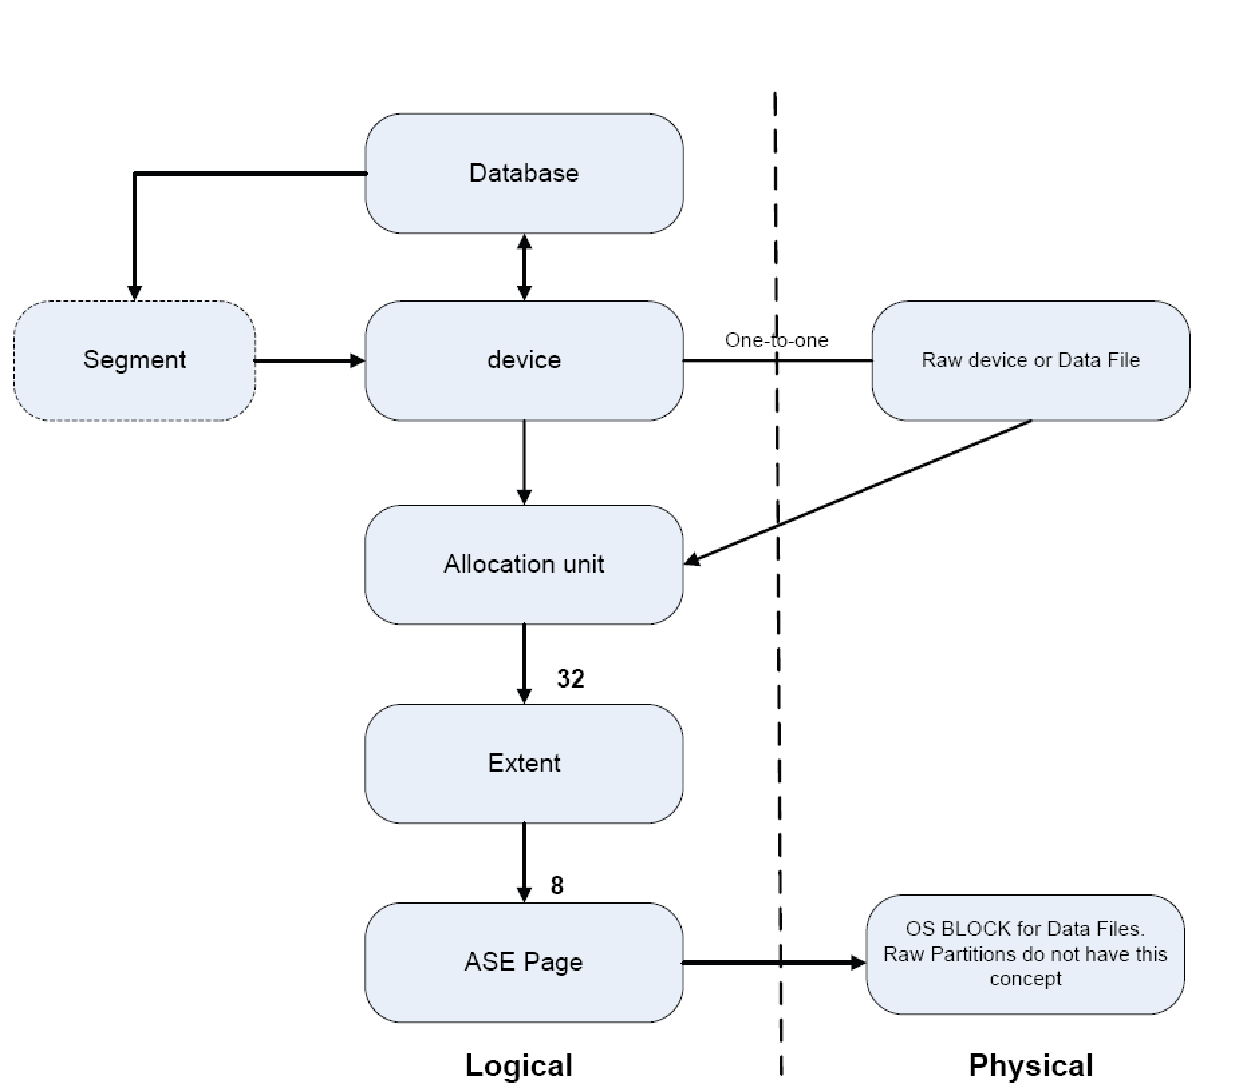 Database
Segment
device
One-to-one
Raw device or Data File
Allocation unit
32
Extent
8
ASE Page
OS BLOCK for Data Files.
Raw Partitions do not have this
concept
Logical
Physical